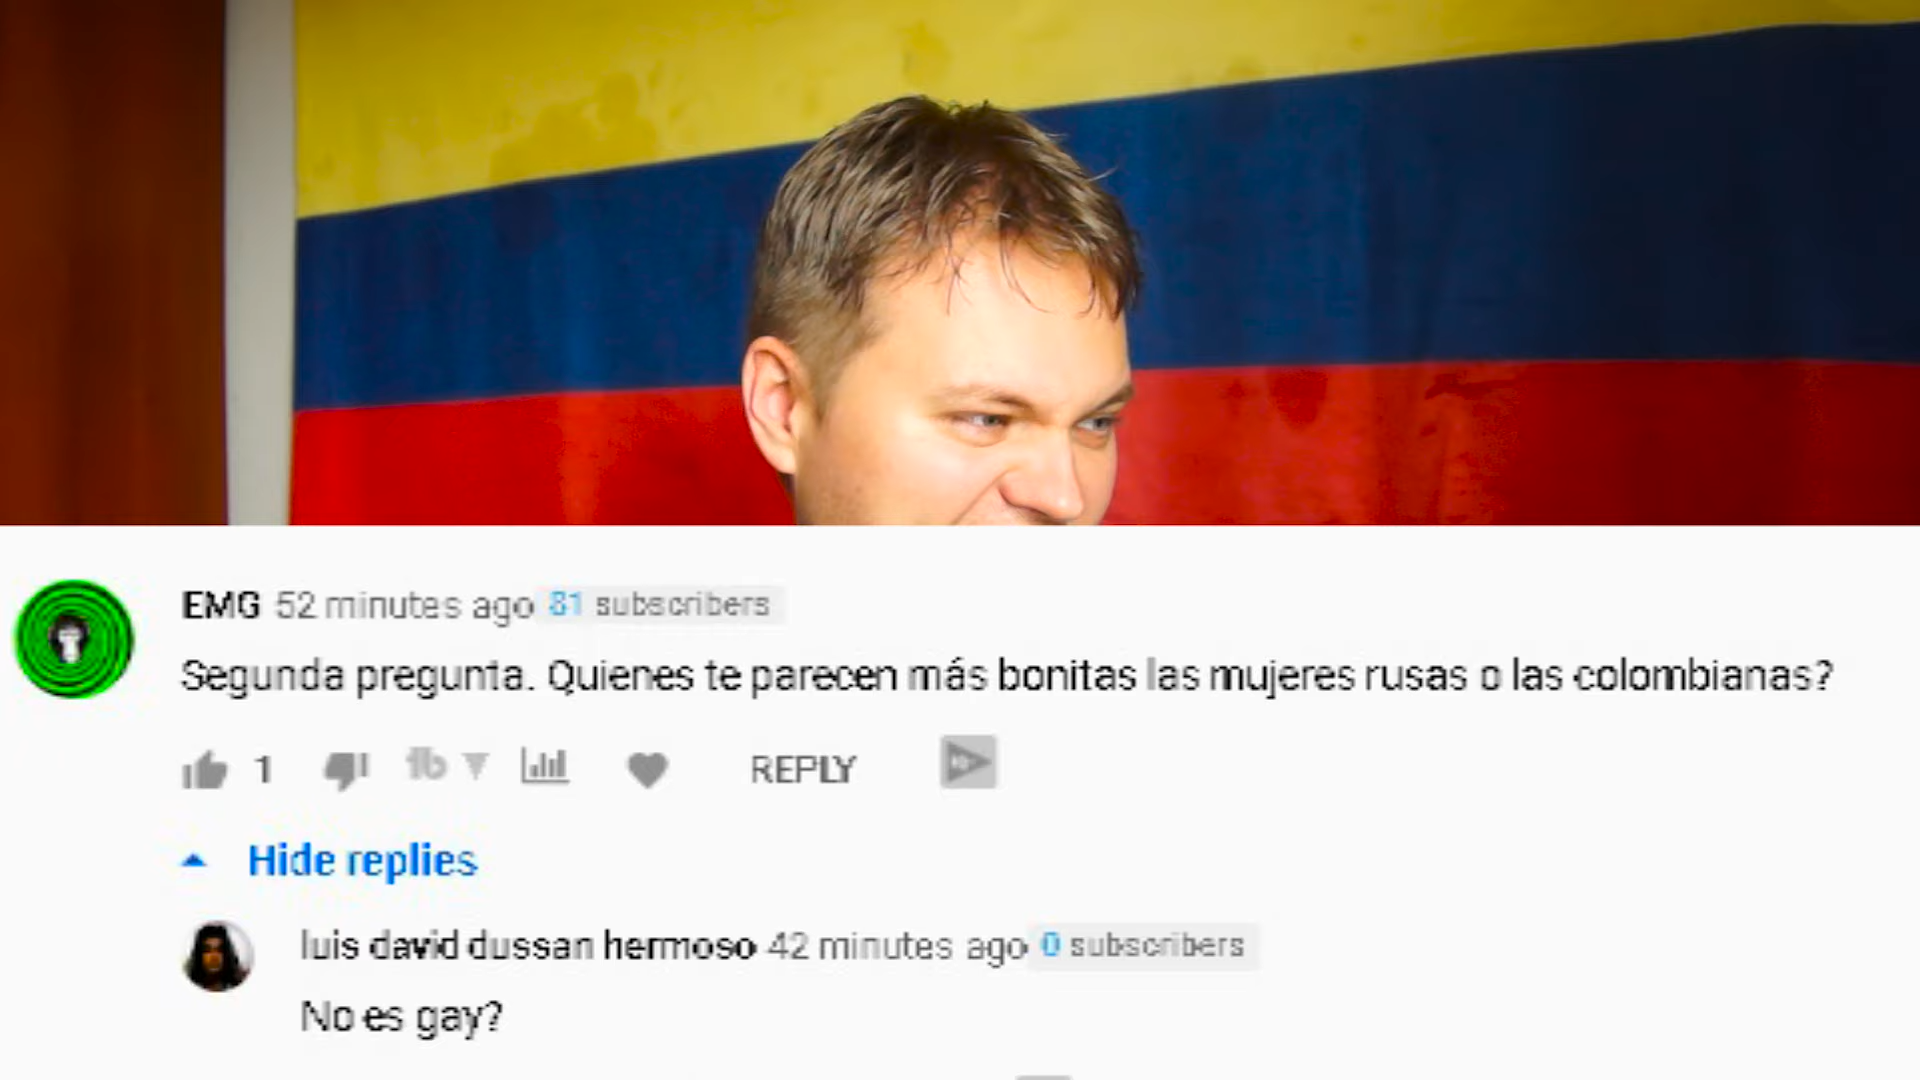 EMG 52 minutes ago 81 subscribers
Segunda pregunta. Quienes te parecen más bonitas las mujeres rusas o las colombianas?
1 REPLY
Hide replies
luis david dussan hermoso 42 minutes ago 0 subscribers
No es gay?